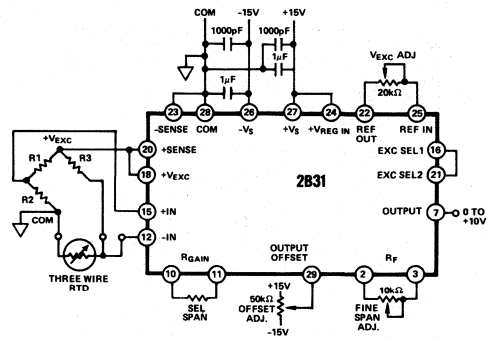 COM -15V +15V
1000pF 1000pF
1µF
1µF
VEXC ADJ
20kΩ
23 28 26 27 24 22 25
-SENSE COM -VS +VS +VREG IN REF OUT REF IN
+VEXC
20 +SENSE
R1 R3
18 +VEXC
R2
15 +IN
COM
12 -IN
THREE WIRE
RTD
2B31
EXC SEL1 16
EXC SEL2 21
OUTPUT 7 0 TO +10V
RGAIN
OUTPUT
OFFSET
RF
10 11 29 2 3
SEL
SPAN
+15V
50kΩ
OFFSET
ADJ.
-15V
10kΩ
FINE
SPAN
ADJ.